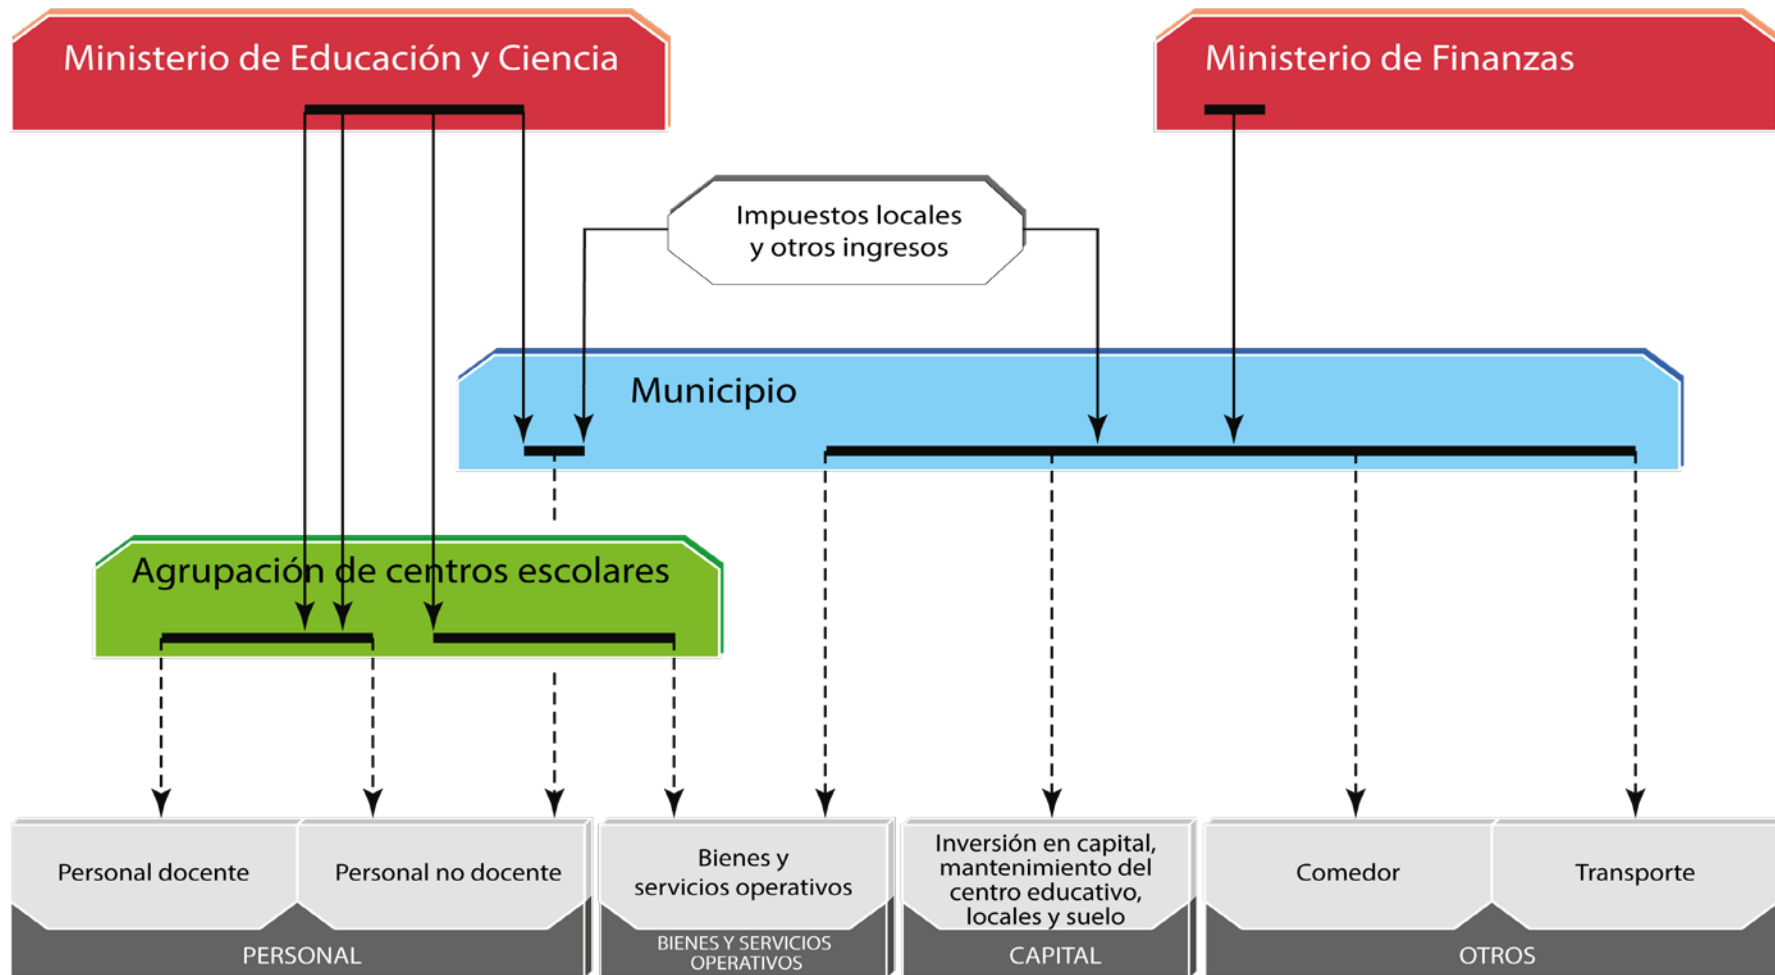 Ministerio de Educación y Ciencia
Ministerio de Finanzas
Impuestos locales
y otros ingresos
Municipio
Agrupación de centros escolares
Personal docente
Personal no docente
Bienes y
servicios operativos
Inversión en capital,
mantenimiento del
centro educativo,
locales y suelo
Comedor
Transporte
PERSONAL
BIENES Y SERVICIOS
OPERATIVOS
CAPITAL
OTROS